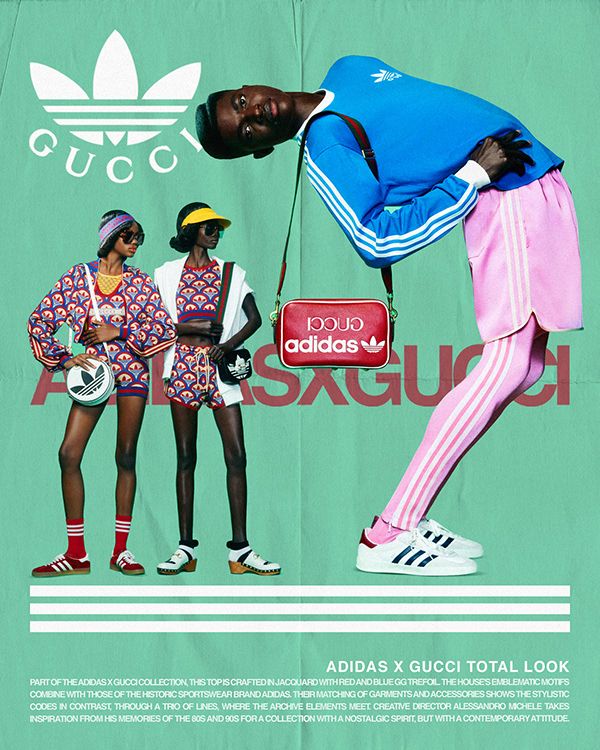 GUCCI
GUCCI
adidas
ADIDASXGUCCI
ADIDAS X GUCCI TOTAL LOOK
PART OF THE ADIDAS X GUCCI COLLECTION, THIS TOP IS CRAFTED IN JACQUARD WITH RED AND BLUE GG TREFOIL. THE HOUSE'S EMBLEMATIC MOTIFS
COMBINE WITH THOSE OF THE HISTORIC SPORTSWEAR BRAND ADIDAS. THEIR MATCHING OF GARMENTS AND ACCESSORIES SHOWS THE STYLISTIC
CODES IN CONTRAST, THROUGH A TRIO OF LINES, WHERE THE ARCHIVE ELEMENTS MEET. CREATIVE DIRECTOR ALESSANDRO MICHELE TAKES
INSPIRATION FROM HIS MEMORIES OF THE 80S AND 90S FOR A COLLECTION WITH A NOSTALGIC SPIRIT, BUT WITH A CONTEMPORARY ATTITUDE.